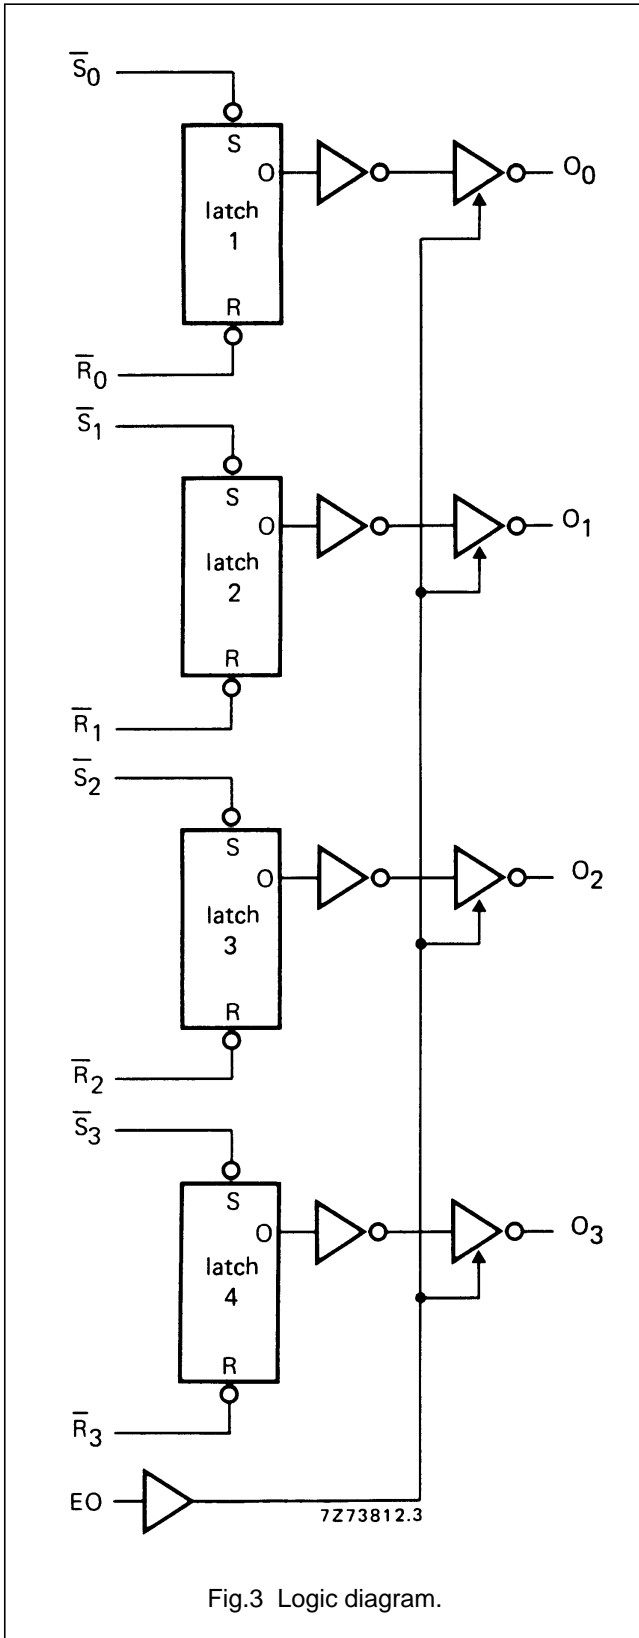 S̅0
S
O
O0
latch
1
R
R̅0
S̅1
S
O
O1
latch
2
R
R̅1
S̅2
S
O
O2
latch
3
R
R̅2
S̅3
S
O
O3
latch
4
R
R̅3
EO
7Z73812.3
Fig.3 Logic diagram.